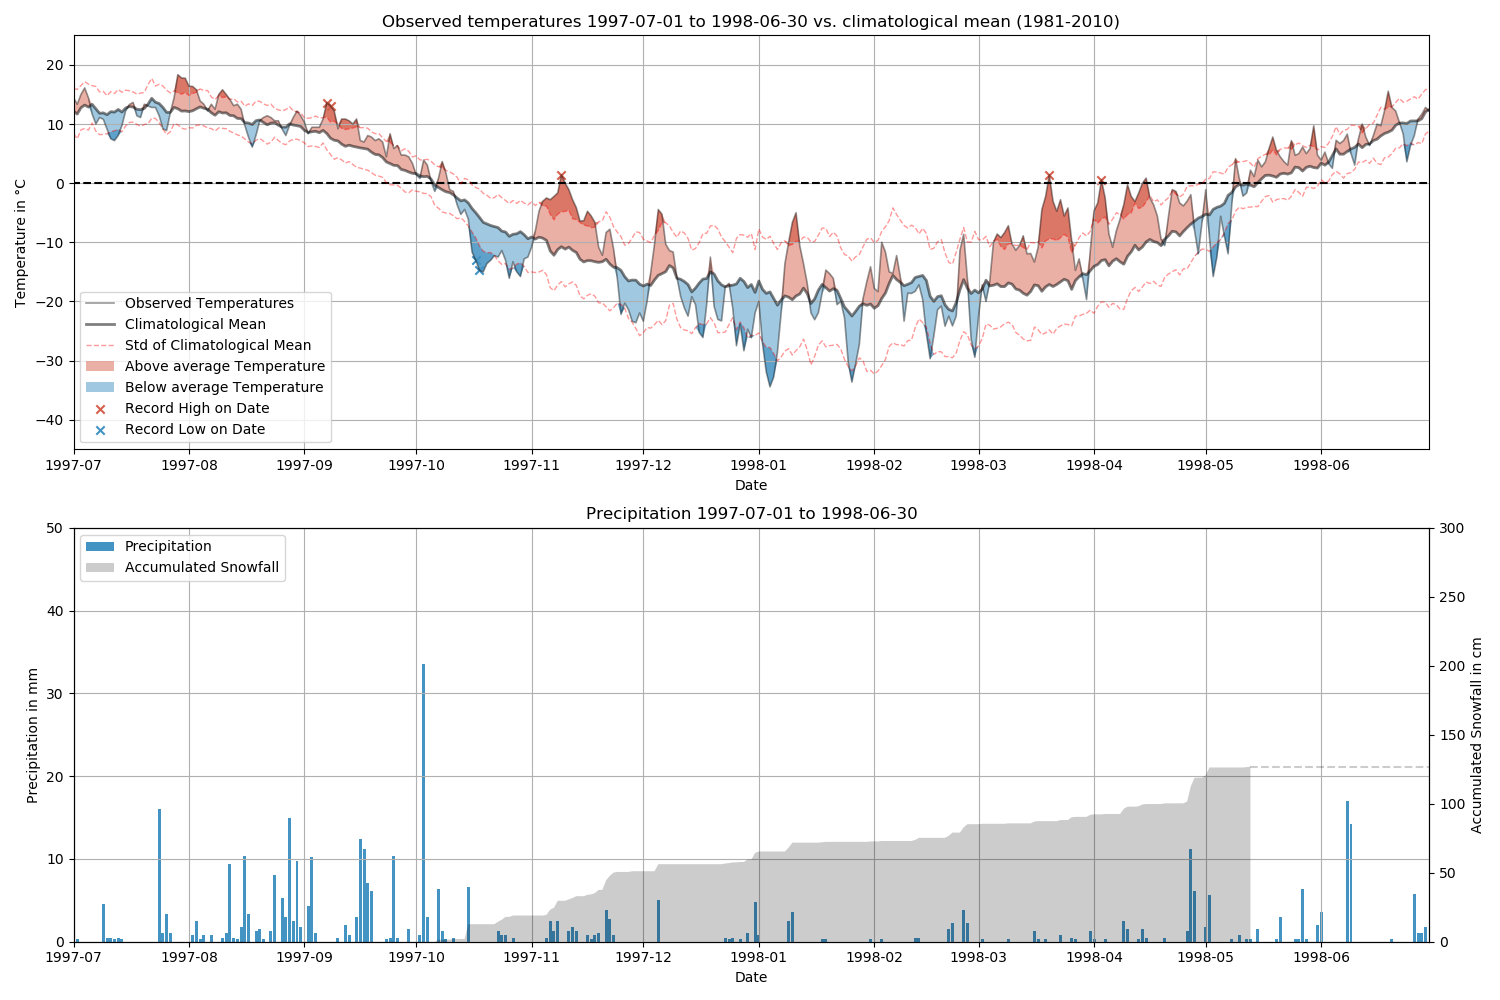 Observed temperatures 1997-07-01 to 1998-06-30 vs. climatological mean (1981-2010)
20
10
0
−10
−20
−30
−40
Temperature in °C
Observed Temperatures
Climatological Mean
Std of Climatological Mean
Above average Temperature
Below average Temperature
Record High on Date
Record Low on Date
1997-07 1997-08 1997-09 1997-10 1997-11 1997-12 1998-01 1998-02 1998-03 1998-04 1998-05 1998-06
Date
Precipitation 1997-07-01 to 1998-06-30
50
40
30
20
10
0
Precipitation in mm
Precipitation
Accumulated Snowfall
300
250
200
150
100
50
0
Accumulated Snowfall in cm
1997-07 1997-08 1997-09 1997-10 1997-11 1997-12 1998-01 1998-02 1998-03 1998-04 1998-05 1998-06
Date